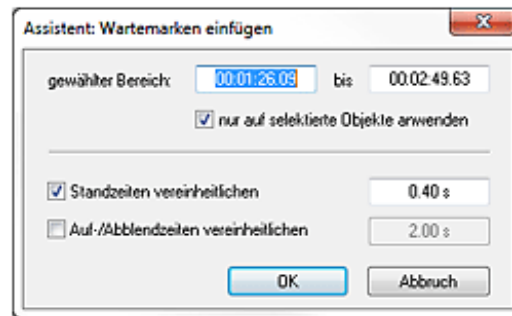 Assistent: Wartemarken einfügen
gewählter Bereich: 00:01:26.09 bis 00:02:49.63
nur auf selektierte Objekte anwenden
Standzeiten vereinheitlichen 0.40 s
Auf-/Abblendzeiten vereinheitlichen 2.00 s
OK Abbruch